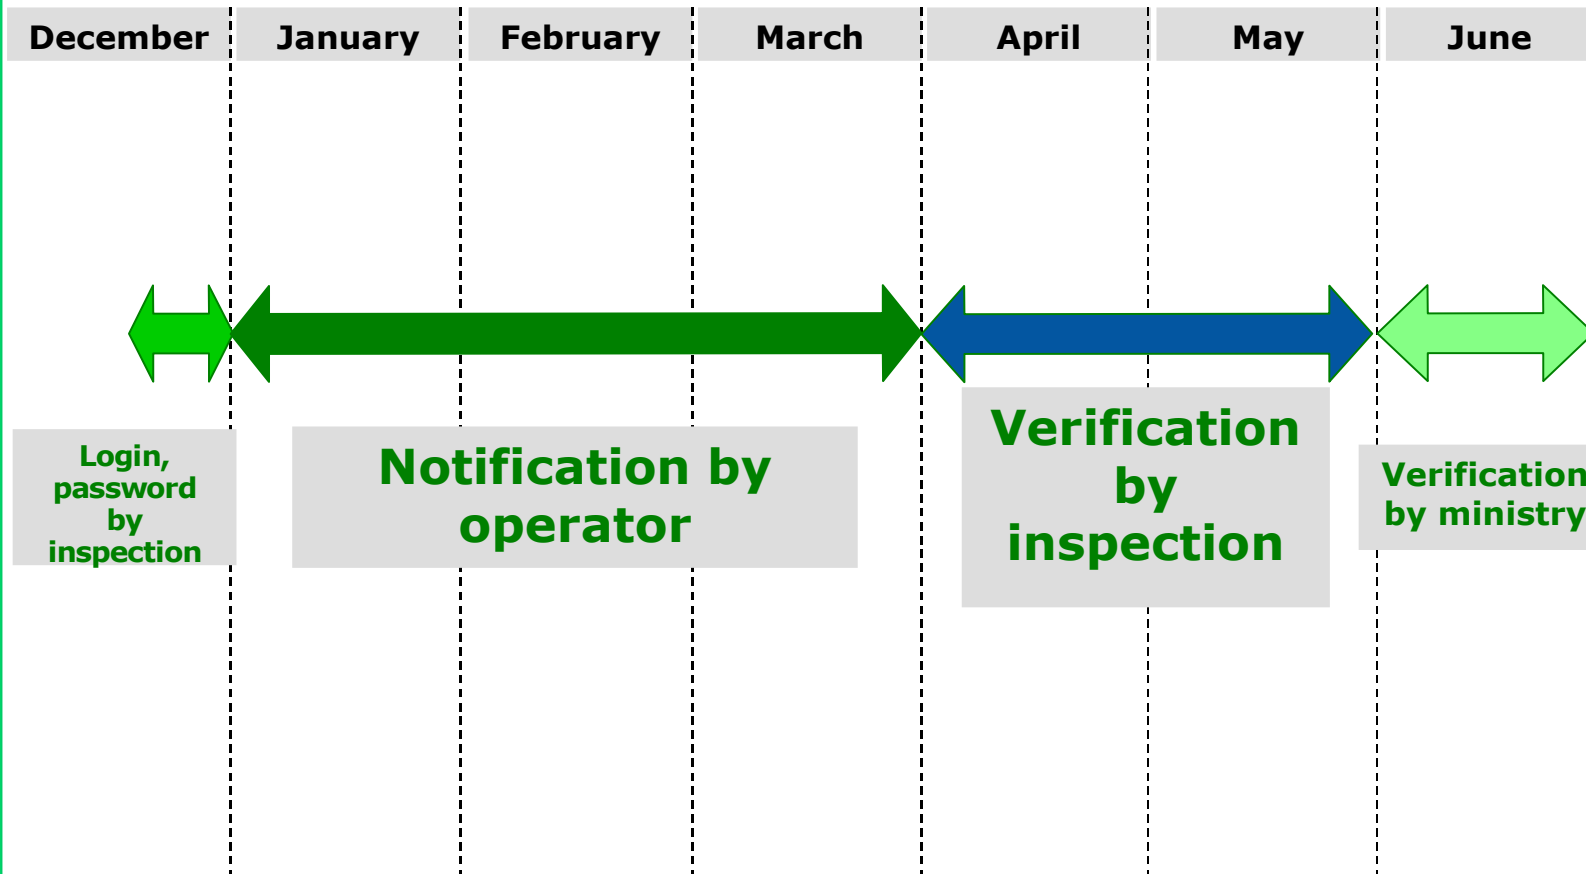 December January February March April May June
Login,
password
by
inspection
Notification by
operator
Verification
by
inspection
Verification
by ministry